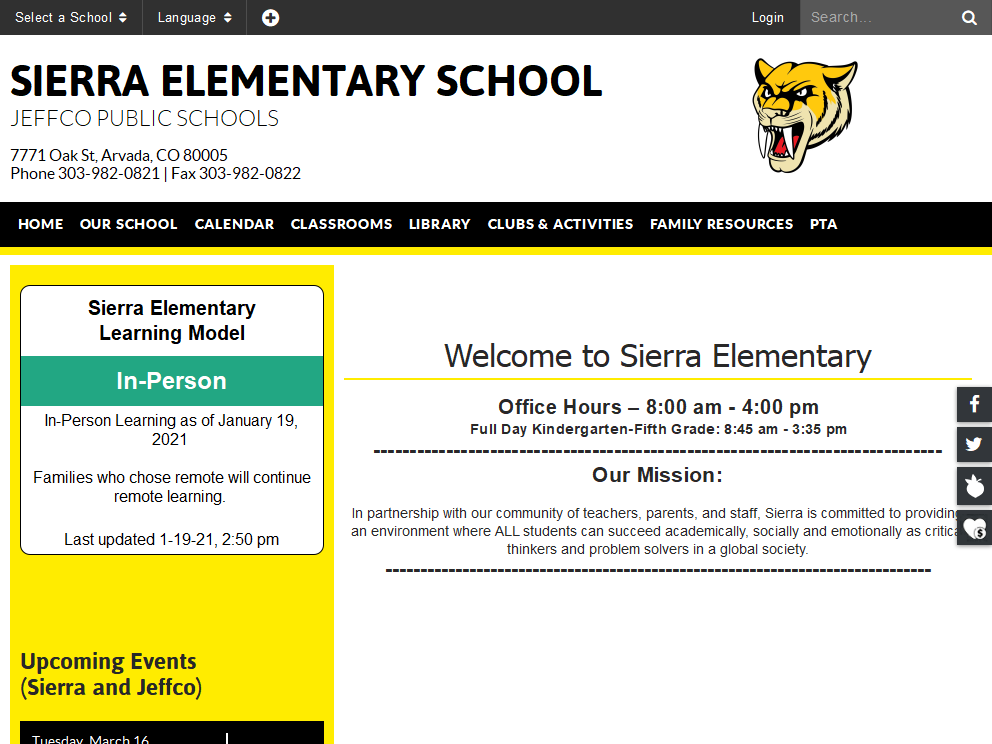 Select a School
Language
Login
Search...
SIERRA ELEMENTARY SCHOOL
JEFFCO PUBLIC SCHOOLS
7771 Oak St, Arvada, CO 80005
Phone 303-982-0821 | Fax 303-982-0822
HOME OUR SCHOOL CALENDAR CLASSROOMS LIBRARY CLUBS & ACTIVITIES FAMILY RESOURCES PTA
Sierra Elementary
Learning Model
In-Person
In-Person Learning as of January 19,
2021
Families who chose remote will continue
remote learning.
Last updated 1-19-21, 2:50 pm
Upcoming Events
(Sierra and Jeffco)
Tuesday, March 16
Welcome to Sierra Elementary
Office Hours – 8:00 am - 4:00 pm
Full Day Kindergarten-Fifth Grade: 8:45 am - 3:35 pm
Our Mission:
In partnership with our community of teachers, parents, and staff, Sierra is committed to providing
an environment where ALL students can succeed academically, socially and emotionally as critica
thinkers and problem solvers in a global society.